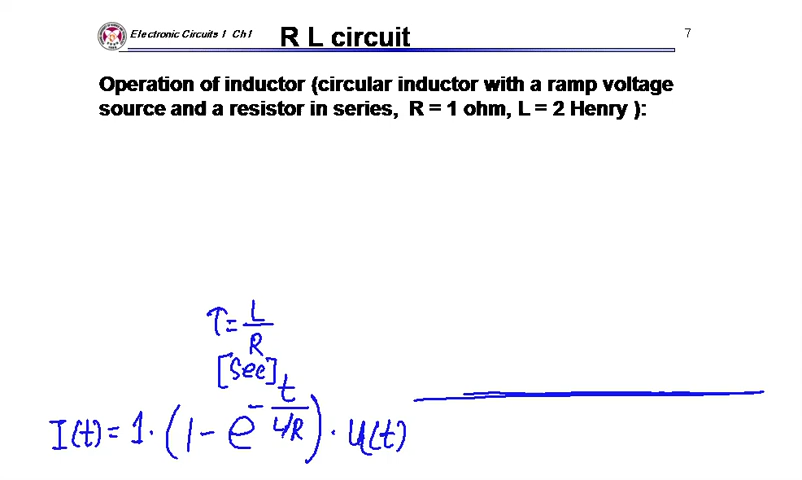 Electronic Circuits 1 Ch1
R L circuit
7
Operation of inductor (circular inductor with a ramp voltage
source and a resistor in series, R = 1 ohm, L = 2 Henry ):
τ = L/R
[Sec]
I(t) = 1 · (1 - e^(-t/(L/R))) · u(t)